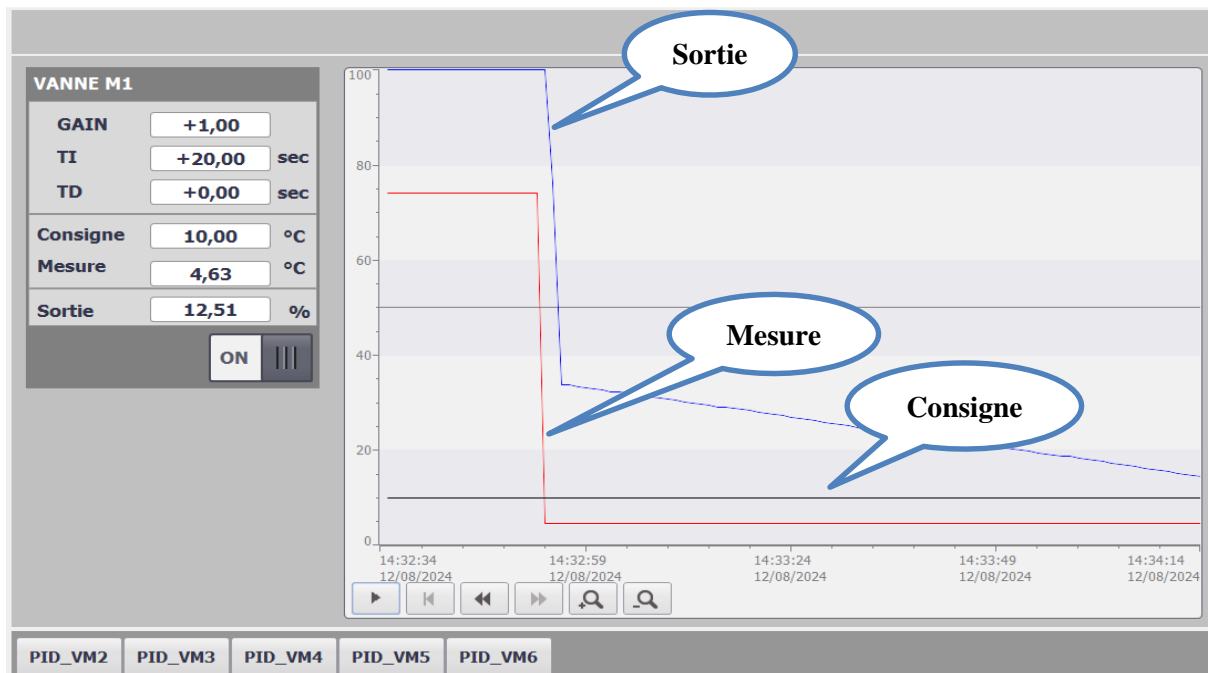 Sortie
VANNE M1
GAIN +1,00
TI +20,00 sec
TD +0,00 sec
Consigne 10,00 °C
Mesure 4,63 °C
Sortie 12,51 %
ON
100
80
60
40
20
0
Mesure
Consigne
14:32:34 14:32:59 14:33:24 14:33:49 14:34:14
12/08/2024 12/08/2024 12/08/2024 12/08/2024 12/08/2024
PID_VM2 PID_VM3 PID_VM4 PID_VM5 PID_VM6